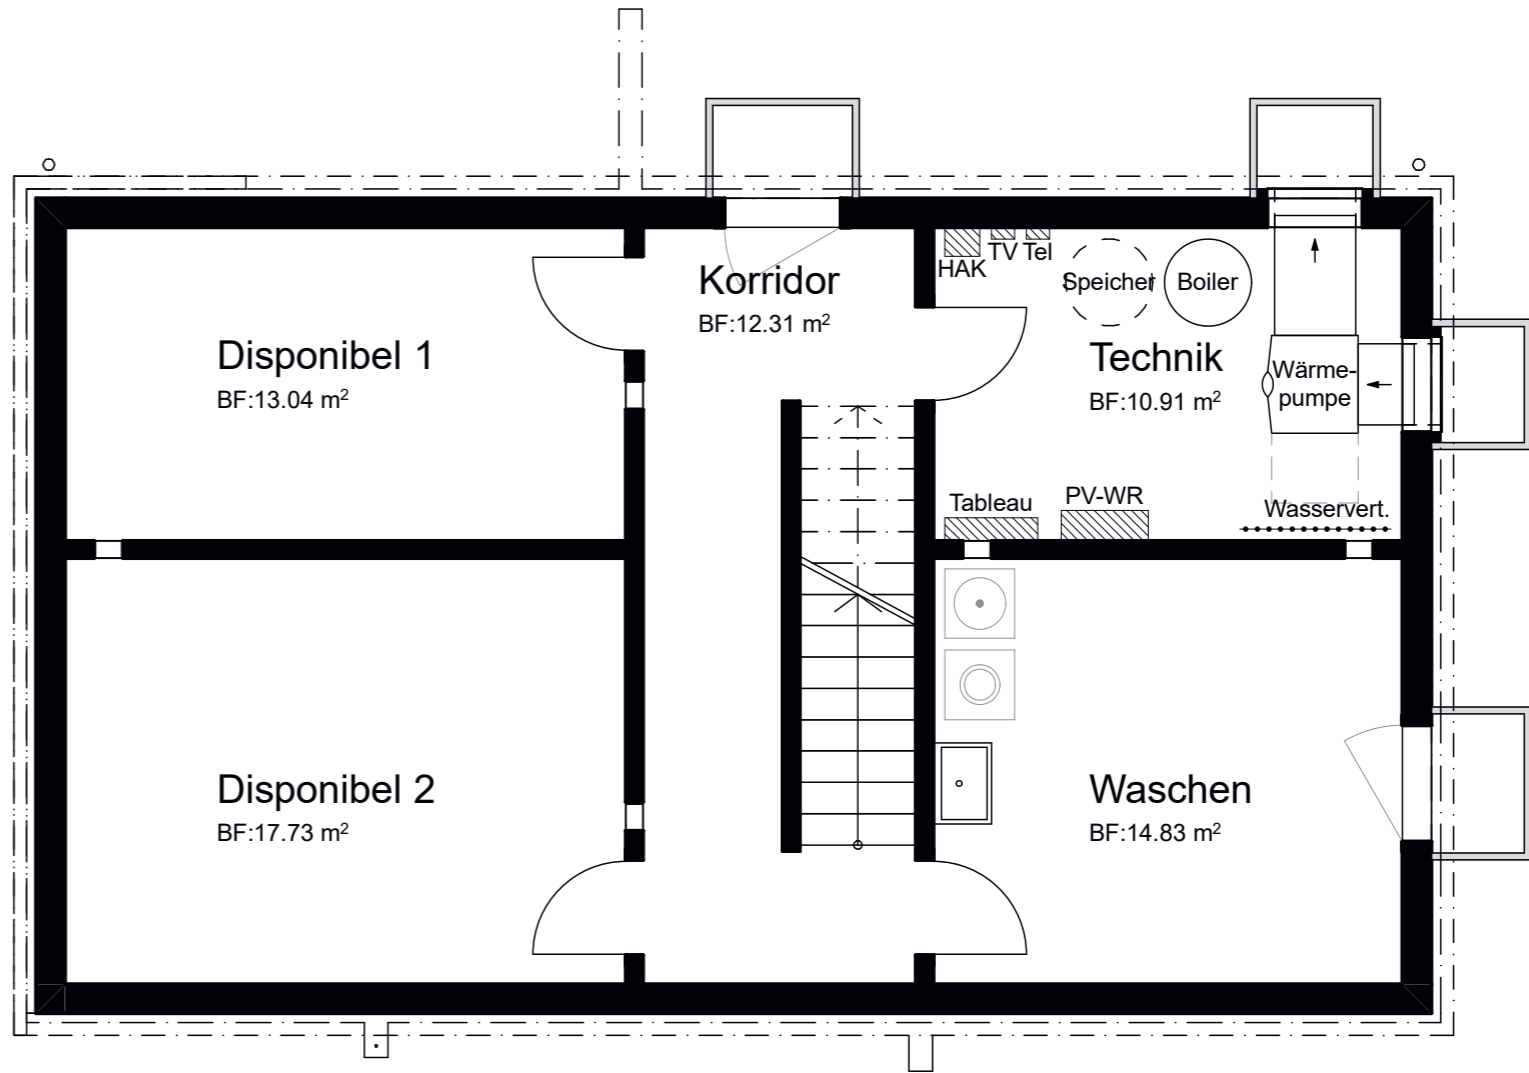 HAK
TV
Tel
Korridor
BF:12.31 m²
Speicher
Boiler
Disponibel 1
BF:13.04 m²
Technik
BF:10.91 m²
Wärme-
pumpe
Tableau
PV-WR
Wasservert.
Disponibel 2
BF:17.73 m²
Waschen
BF:14.83 m²